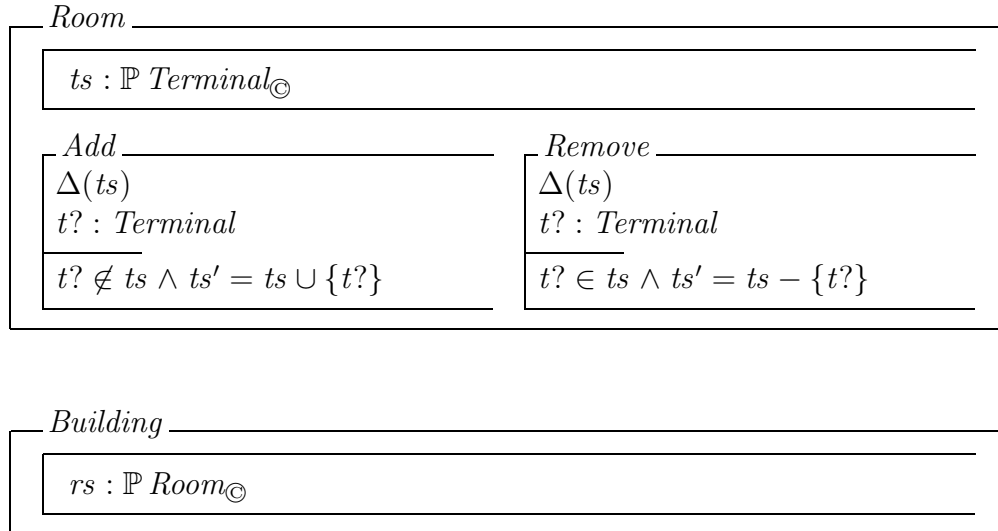 Room
ts : ℙ Terminal©
Add
Δ(ts)
t? : Terminal
t? ∉ ts ∧ ts′ = ts ∪ {t?}
Remove
Δ(ts)
t? : Terminal
t? ∈ ts ∧ ts′ = ts − {t?}
Building
rs : ℙ Room©